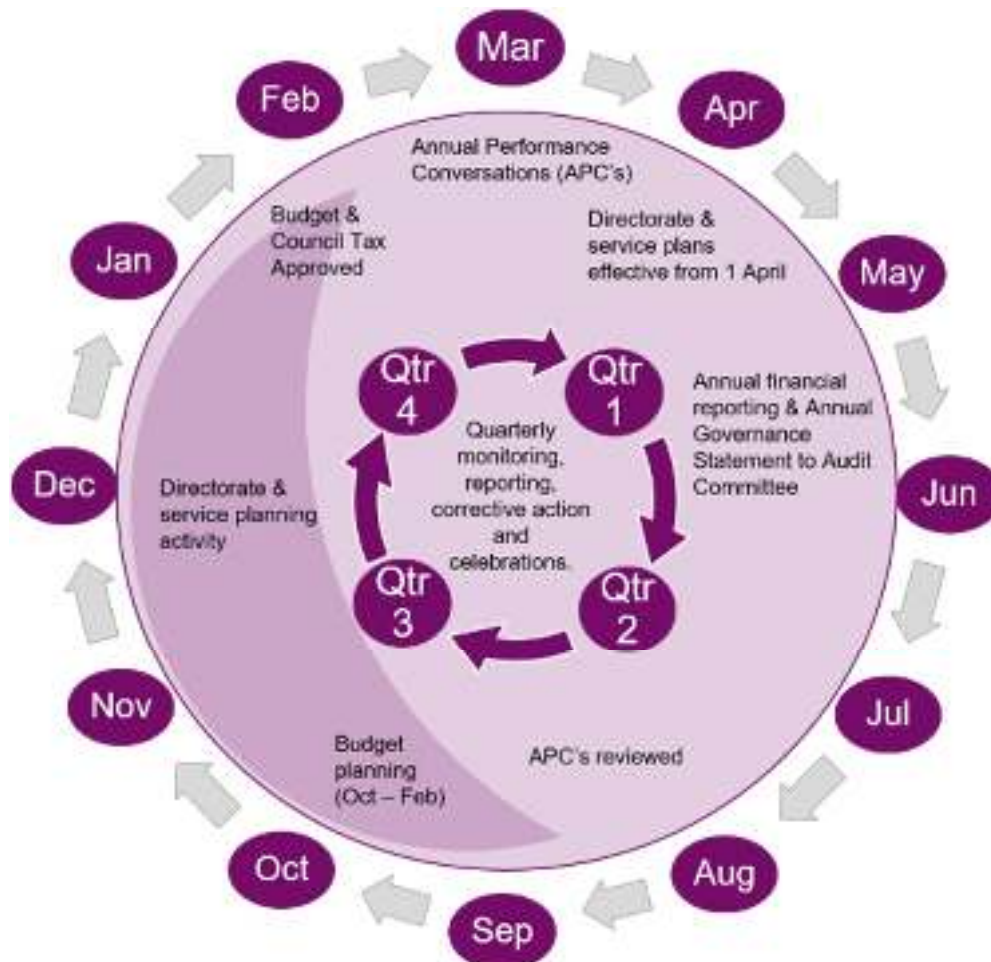 Mar
Apr
May
Jun
Jul
Aug
Sep
Oct
Nov
Dec
Jan
Feb
Annual Performance
Conversations (APC's)
Budget &
Council Tax
Approved
Directorate &
service plans
effective from 1 April
Annual financial
reporting & Annual
Governance
Statement to Audit
Committee
Directorate &
service planning
activity
Budget
planning
(Oct – Feb)
APC's reviewed
Qtr
1
Qtr
2
Qtr
3
Qtr
4
Quarterly
monitoring,
reporting,
corrective action
and
celebrations.